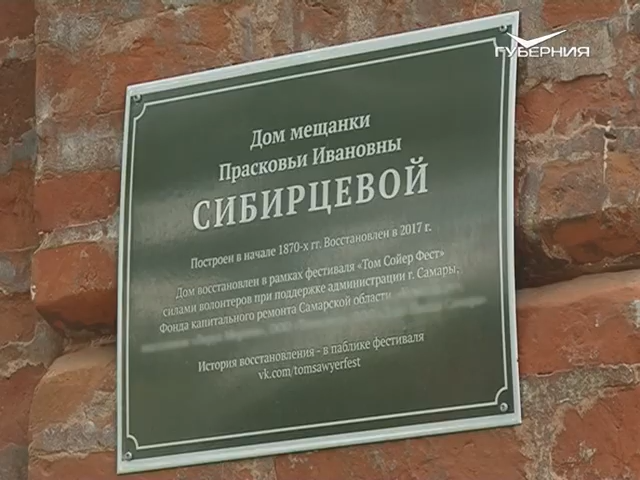 ГУБЕРНИЯ
Дом мещанки
Прасковьи Ивановны
СИБИРЦЕВОЙ
Построен в начале 1870-х гг. Восстановлен в 2017 г.
Дом восстановлен в рамках фестиваля «Том Сойер Фест»
силами волонтеров при поддержке администрации г. Самары,
Фонда капитального ремонта Самарской области
История восстановления - в паблике фестиваля
vk.com/tomsawyerfest